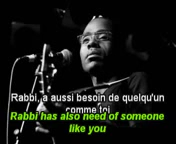 Rabbi, a aussi besoin de quelqu'un
comme toi
Rabbi has also need of someone
like you